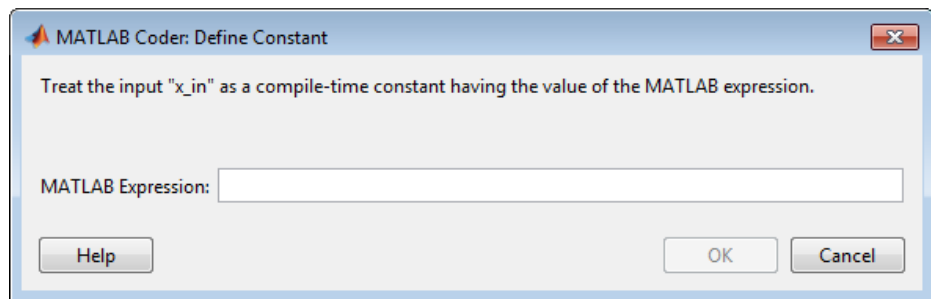 MATLAB Coder: Define Constant
Treat the input "x_in" as a compile-time constant having the value of the MATLAB expression.
MATLAB Expression:
Help OK Cancel